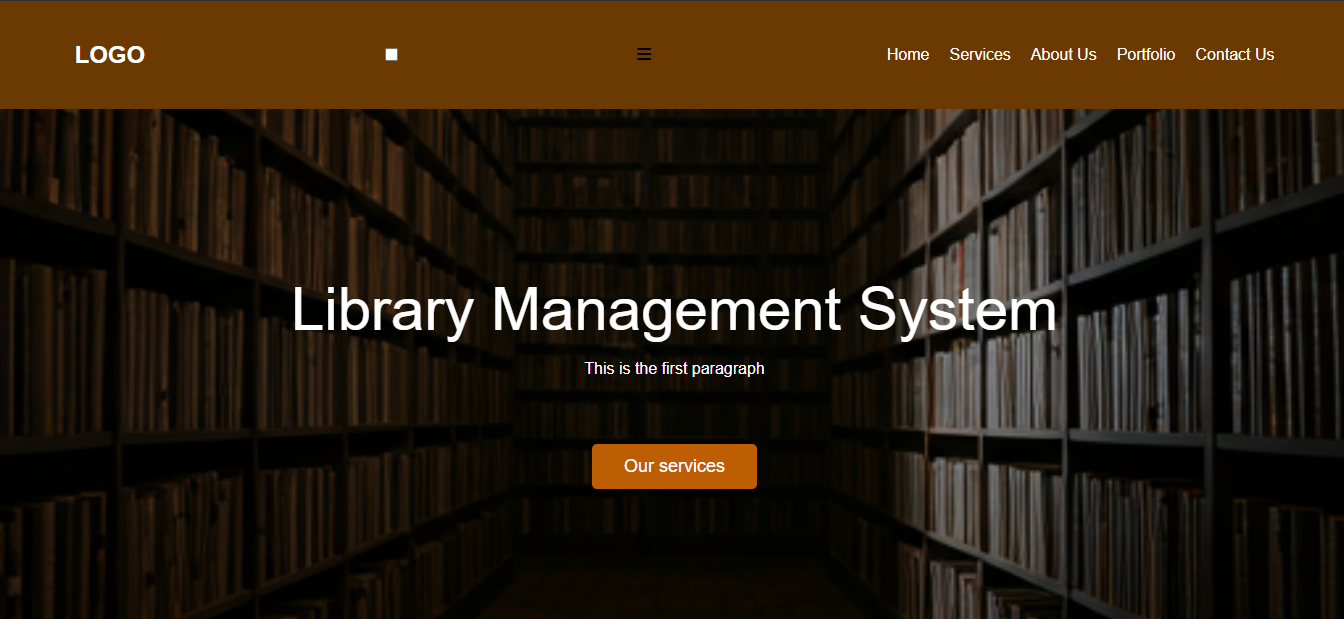 LOGO
Home Services About Us Portfolio Contact Us
Library Management System
This is the first paragraph
Our services